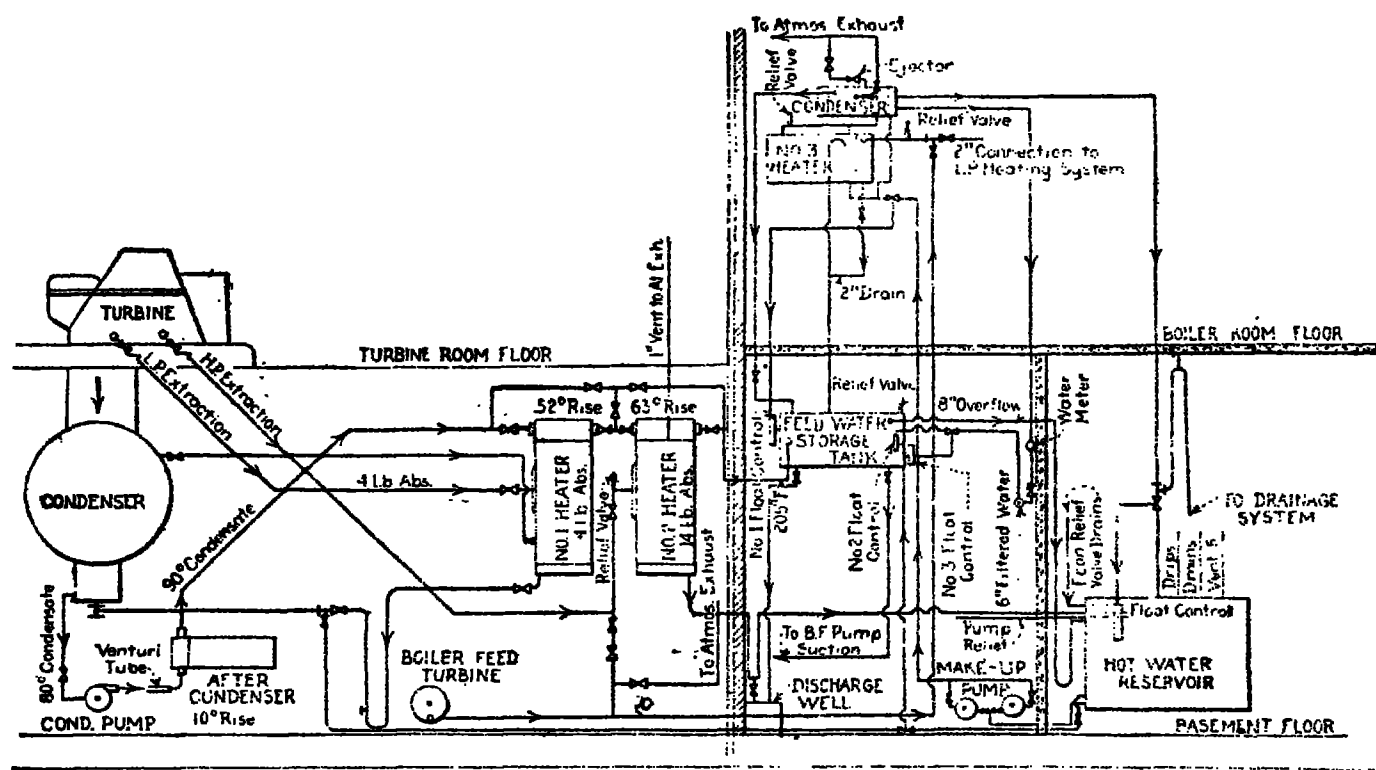 To Atmos Exhaust
Relief
Valve
Ejector
CONDENSER
Relief Valve
NO. 3
HEATER
2" Connection to
L.P. Heating System
2" Drain
1" Vent to At Exh.
TURBINE
L.P. Extraction
H.P. Extraction
TURBINE ROOM FLOOR
BOILER ROOM FLOOR
52° Rise
63° Rise
Relief Valve
8" Overflow
Water
Meter
FEED WATER
STORAGE
TANK
No. 1 Float Control
205° F
CONDENSER
4 Lb Abs.
90° Condensate
NO. 1 HEATER
4 Lb. Abs.
Relief Valve
NO. 2 HEATER
14 Lb. Abs.
To Atmos. Exhaust
No 2 Float
Control
No 3 Float
Control
6" Filtered Water
Econ Relief
Valve Drains
TO DRAINAGE
SYSTEM
Drips
Drains
Vent
Float Control
80° Condensate
Venturi
Tube
AFTER
CONDENSER
10° Rise
COND. PUMP
BOILER FEED
TURBINE
To B.F. Pump
Suction
DISCHARGE
WELL
Pump
Relief
MAKE-UP
PUMP
HOT WATER
RESERVOIR
BASEMENT FLOOR